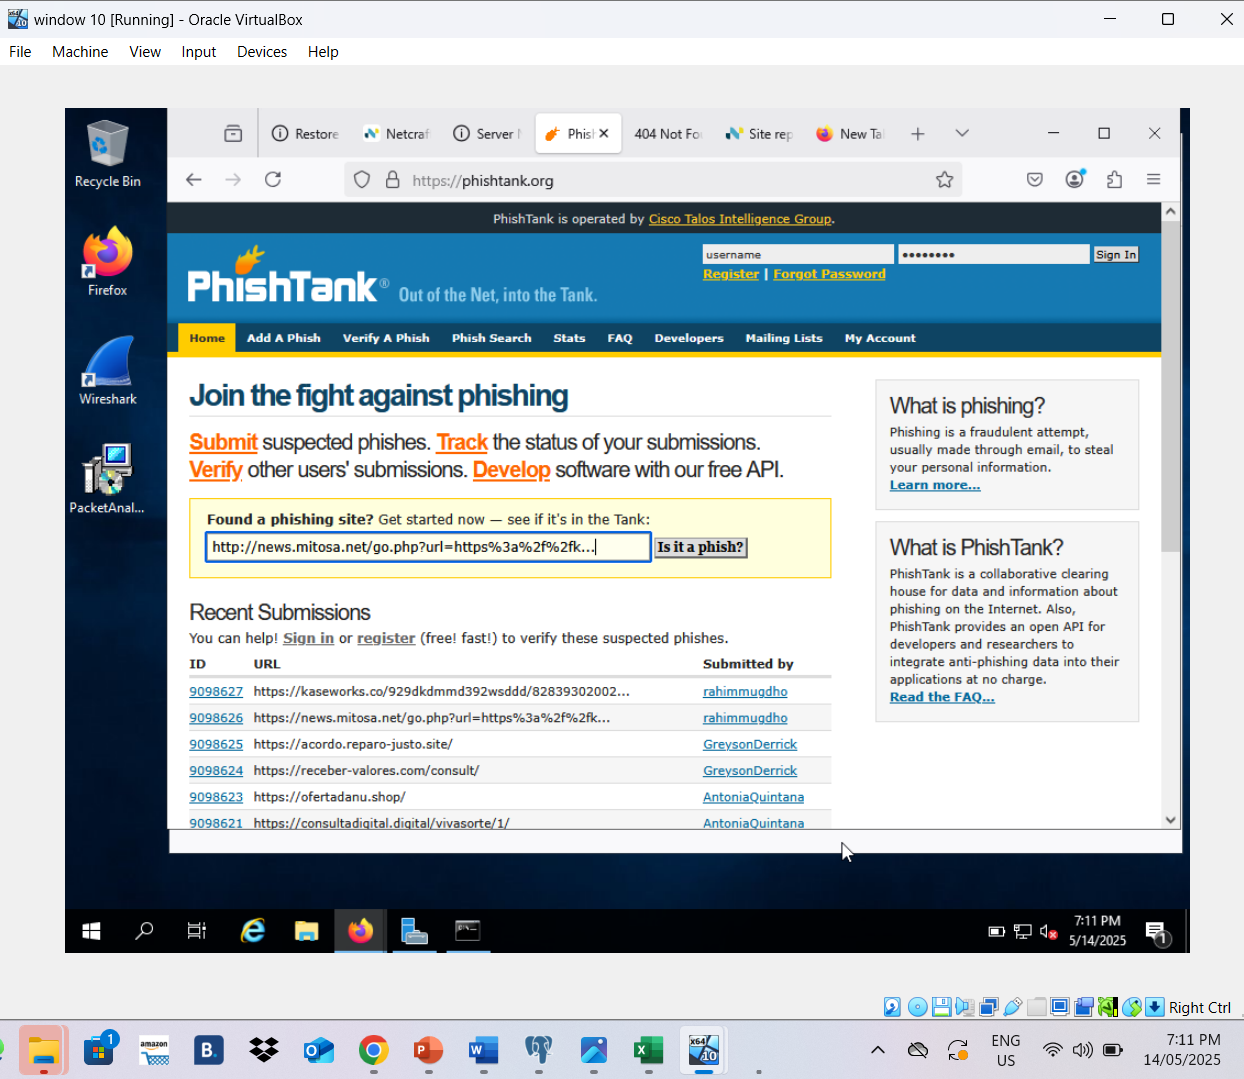 window 10 [Running] - Oracle VirtualBox
File Machine View Input Devices Help
Recycle Bin
Firefox
Wireshark
PacketAnal...
Restore
Netcraf
Server
Phis
404 Not Fo
Site rep
New Ta
https://phishtank.org
PhishTank is operated by Cisco Talos Intelligence Group.
PhishTank® Out of the Net, into the Tank.
username
Sign In
Register | Forgot Password
Home Add A Phish Verify A Phish Phish Search Stats FAQ Developers Mailing Lists My Account
Join the fight against phishing
Submit suspected phishes. Track the status of your submissions.
Verify other users' submissions. Develop software with our free API.
Found a phishing site? Get started now — see if it's in the Tank:
http://news.mitosa.net/go.php?url=https%3a%2f%2fk...
Is it a phish?
Recent Submissions
You can help! Sign in or register (free! fast!) to verify these suspected phishes.
ID URL Submitted by
9098627 https://kaseworks.co/929dkdmmd392wsddd/82839302002... rahimmugdho
9098626 https://news.mitosa.net/go.php?url=https%3a%2f%2fk... rahimmugdho
9098625 https://acordo.reparo-justo.site/ GreysonDerrick
9098624 https://receber-valores.com/consult/ GreysonDerrick
9098623 https://ofertadanu.shop/ AntoniaQuintana
9098621 https://consultadigital.digital/vivasorte/1/ AntoniaQuintana
What is phishing?
Phishing is a fraudulent attempt,
usually made through email, to steal
your personal information.
Learn more...
What is PhishTank?
PhishTank is a collaborative clearing
house for data and information about
phishing on the Internet. Also,
PhishTank provides an open API for
developers and researchers to
integrate anti-phishing data into their
applications at no charge.
Read the FAQ...
7:11 PM
5/14/2025
1
Right Ctrl
1
amazon
B.
X64
10
ENG
US
7:11 PM
14/05/2025